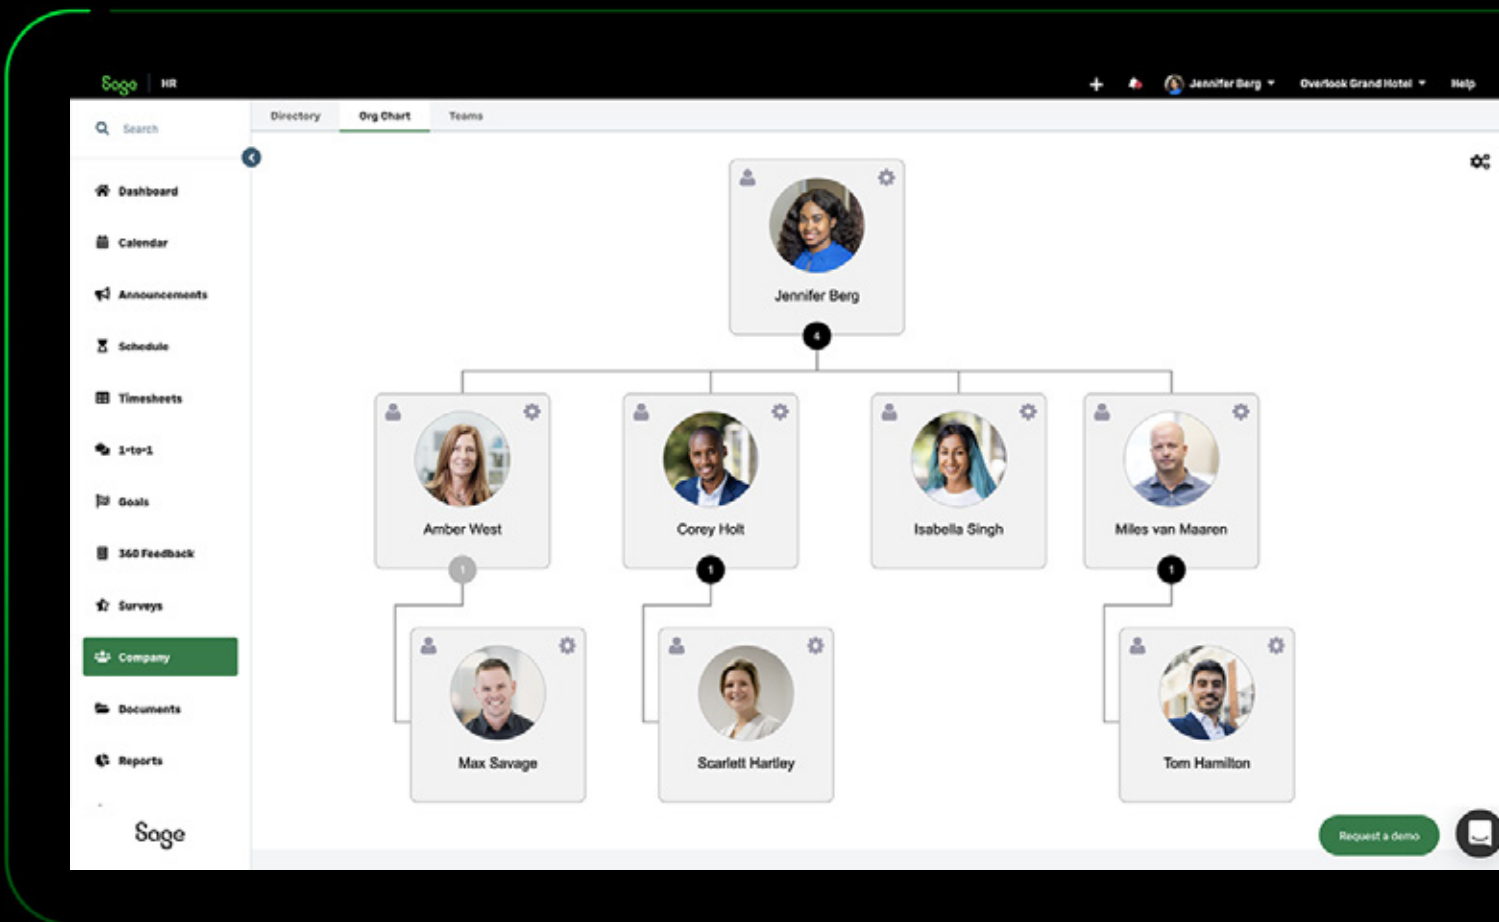 Sage HR
Jennifer Berg Overlook Grand Hotel Help
Search
Directory Org Chart Teams
Dashboard
Calendar
Announcements
Schedule
Timesheets
1-to-1
Goals
360 Feedback
Surveys
Company
Documents
Reports
Sage
Jennifer Berg
4
Amber West
Corey Holt
Isabella Singh
Miles van Maaren
1
1
1
Max Savage
Scarlett Hartley
Tom Hamilton
Request a demo